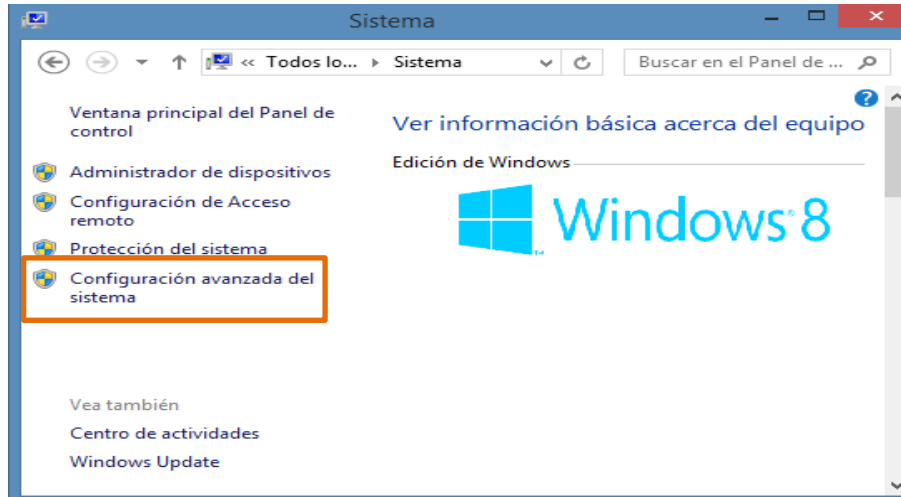 Sistema
« Todos lo... Sistema
Buscar en el Panel de ...
Ventana principal del Panel de
control
Administrador de dispositivos
Configuración de Acceso
remoto
Protección del sistema
Configuración avanzada del
sistema
Vea también
Centro de actividades
Windows Update
Ver información básica acerca del equipo
Edición de Windows
Windows 8